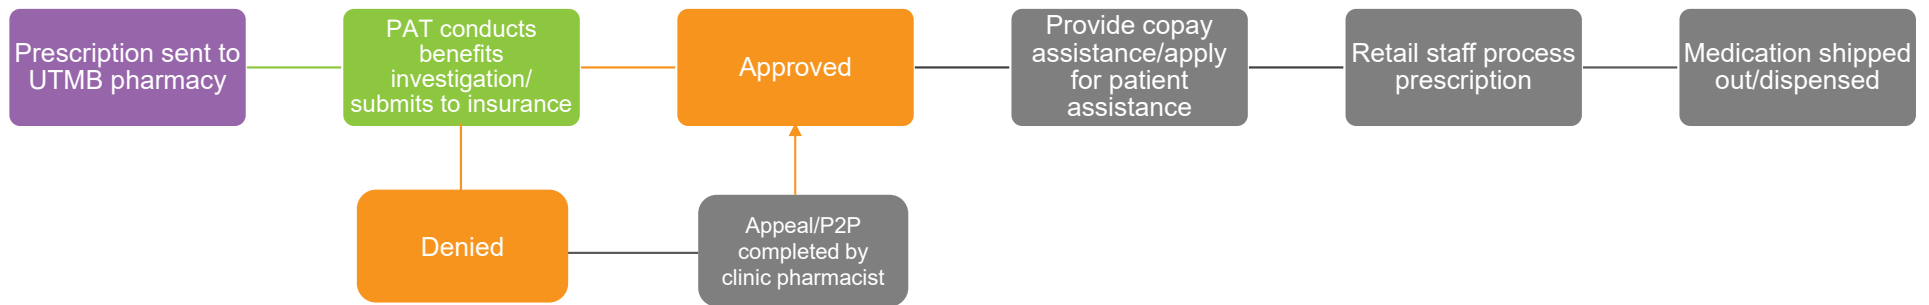 Prescription sent to
UTMB pharmacy
PAT conducts
benefits
investigation/
submits to insurance
Approved
Provide copay
assistance/apply
for patient
assistance
Retail staff process
prescription
Medication shipped
out/dispensed
Denied
Appeal/P2P
completed by
clinic pharmacist